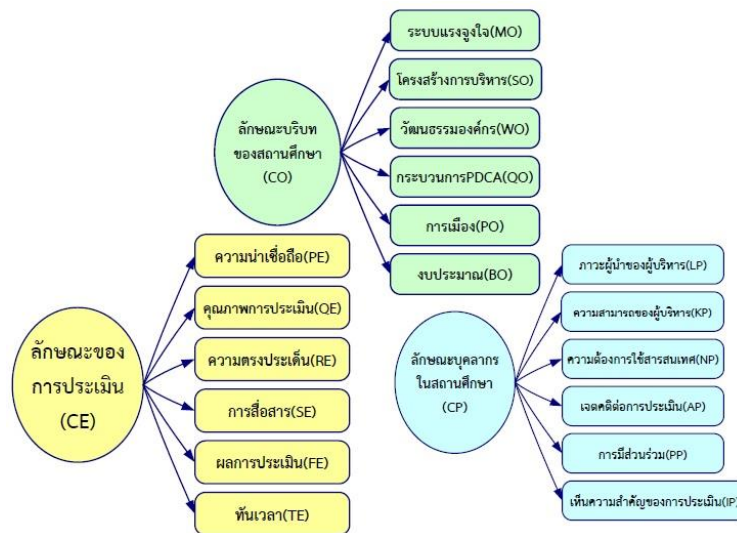 ระบบแรงจูงใจ(MO)
โครงสร้างการบริหาร(SO)
ลักษณะบริบท
ของสถานศึกษา
(CO)
วัฒนธรรมองค์กร(WO)
กระบวนการPDCA(QO)
การเมือง(PO)
งบประมาณ(BO)
ความน่าเชื่อถือ(PE)
คุณภาพการประเมิน(QE)
ลักษณะของ
การประเมิน
(CE)
ความตรงประเด็น(RE)
การสื่อสาร(SE)
ผลการประเมิน(FE)
ทันเวลา(TE)
ภาวะผู้นำของผู้บริหาร(LP)
ความสามารถของผู้บริหาร(KP)
ลักษณะบุคลากร
ในสถานศึกษา
(CP)
ความต้องการใช้สารสนเทศ(NP)
เจตคติต่อการประเมิน(AP)
การมีส่วนร่วม(PP)
เห็นความสำคัญของการประเมิน(IP)